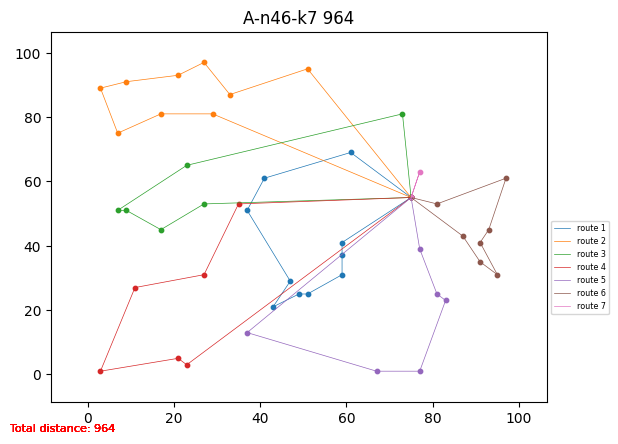 A-n46-k7 964
100
80
60
40
20
0
0 20 40 60 80 100
route 1
route 2
route 3
route 4
route 5
route 6
route 7
Total distance: 964